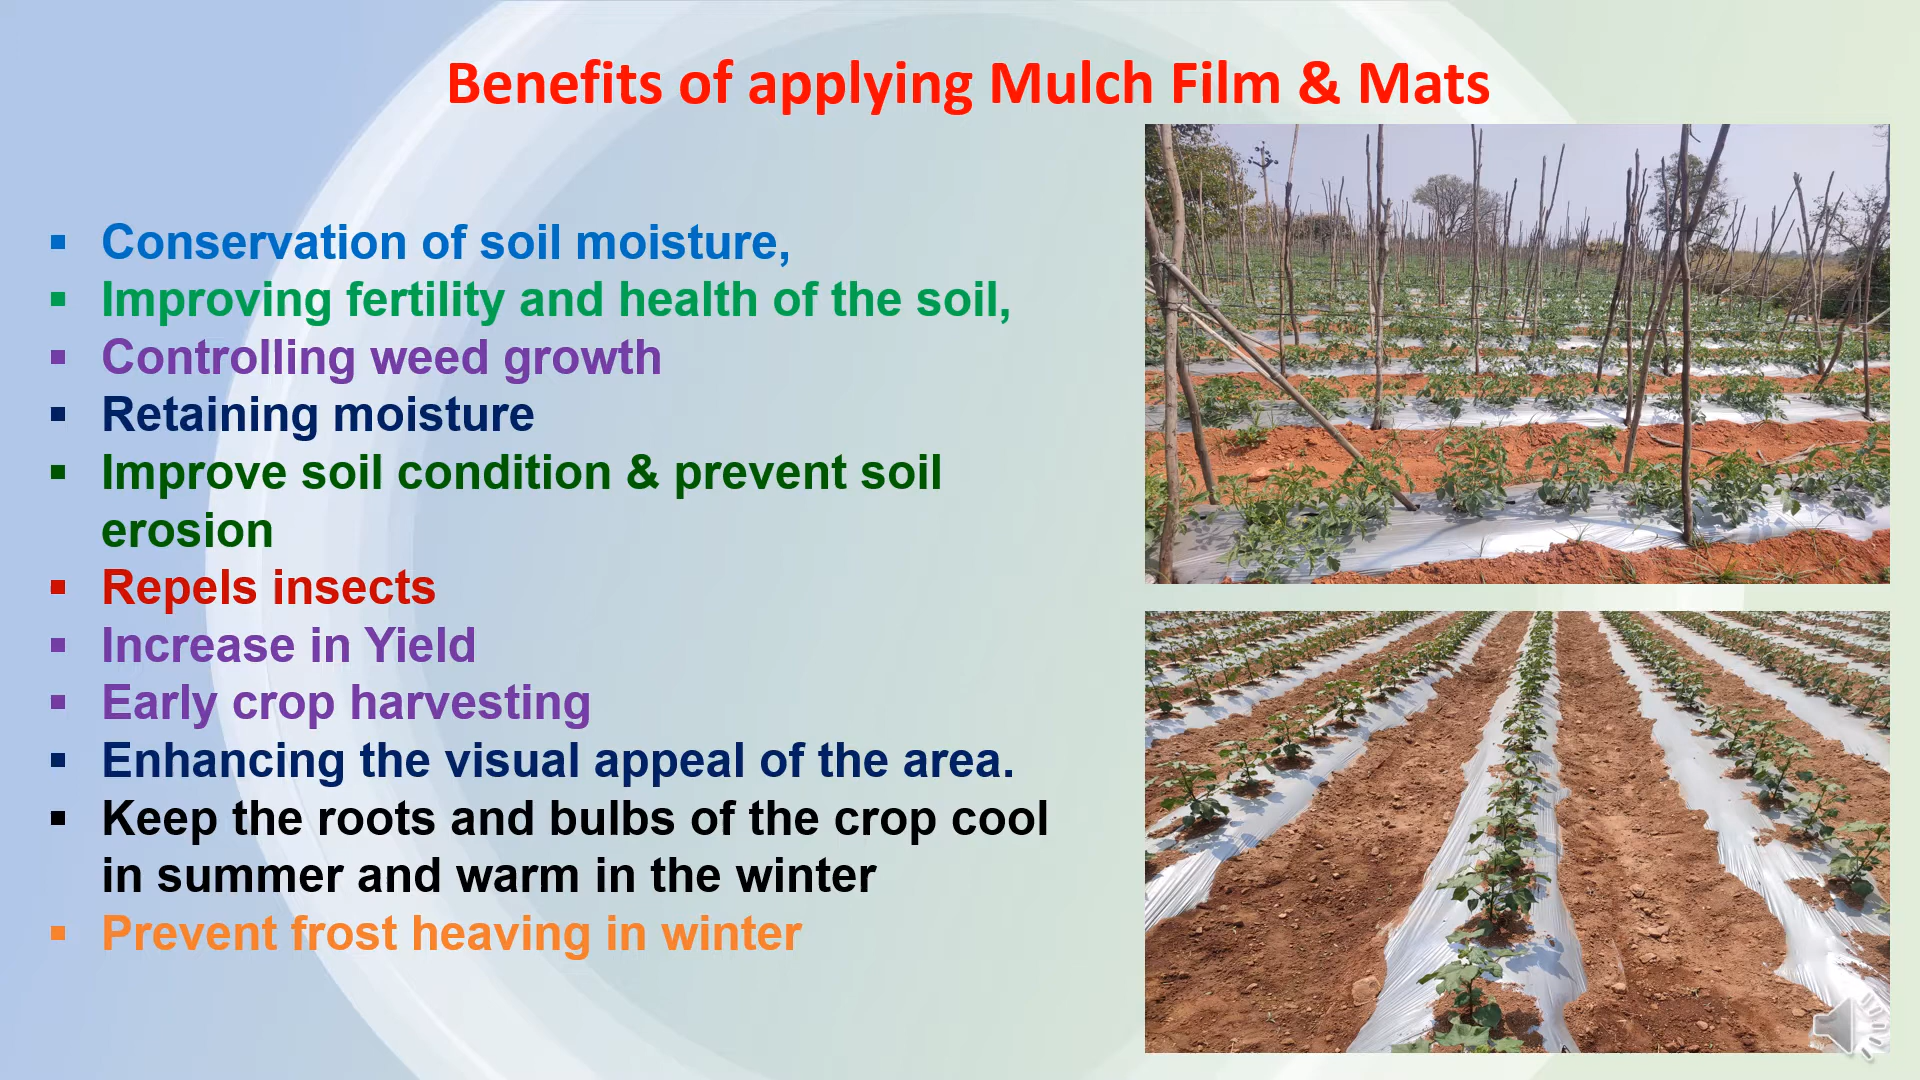 Benefits of applying Mulch Film & Mats
▪ Conservation of soil moisture,
▪ Improving fertility and health of the soil,
▪ Controlling weed growth
▪ Retaining moisture
▪ Improve soil condition & prevent soil
erosion
▪ Repels insects
▪ Increase in Yield
▪ Early crop harvesting
▪ Enhancing the visual appeal of the area.
▪ Keep the roots and bulbs of the crop cool
in summer and warm in the winter
▪ Prevent frost heaving in winter